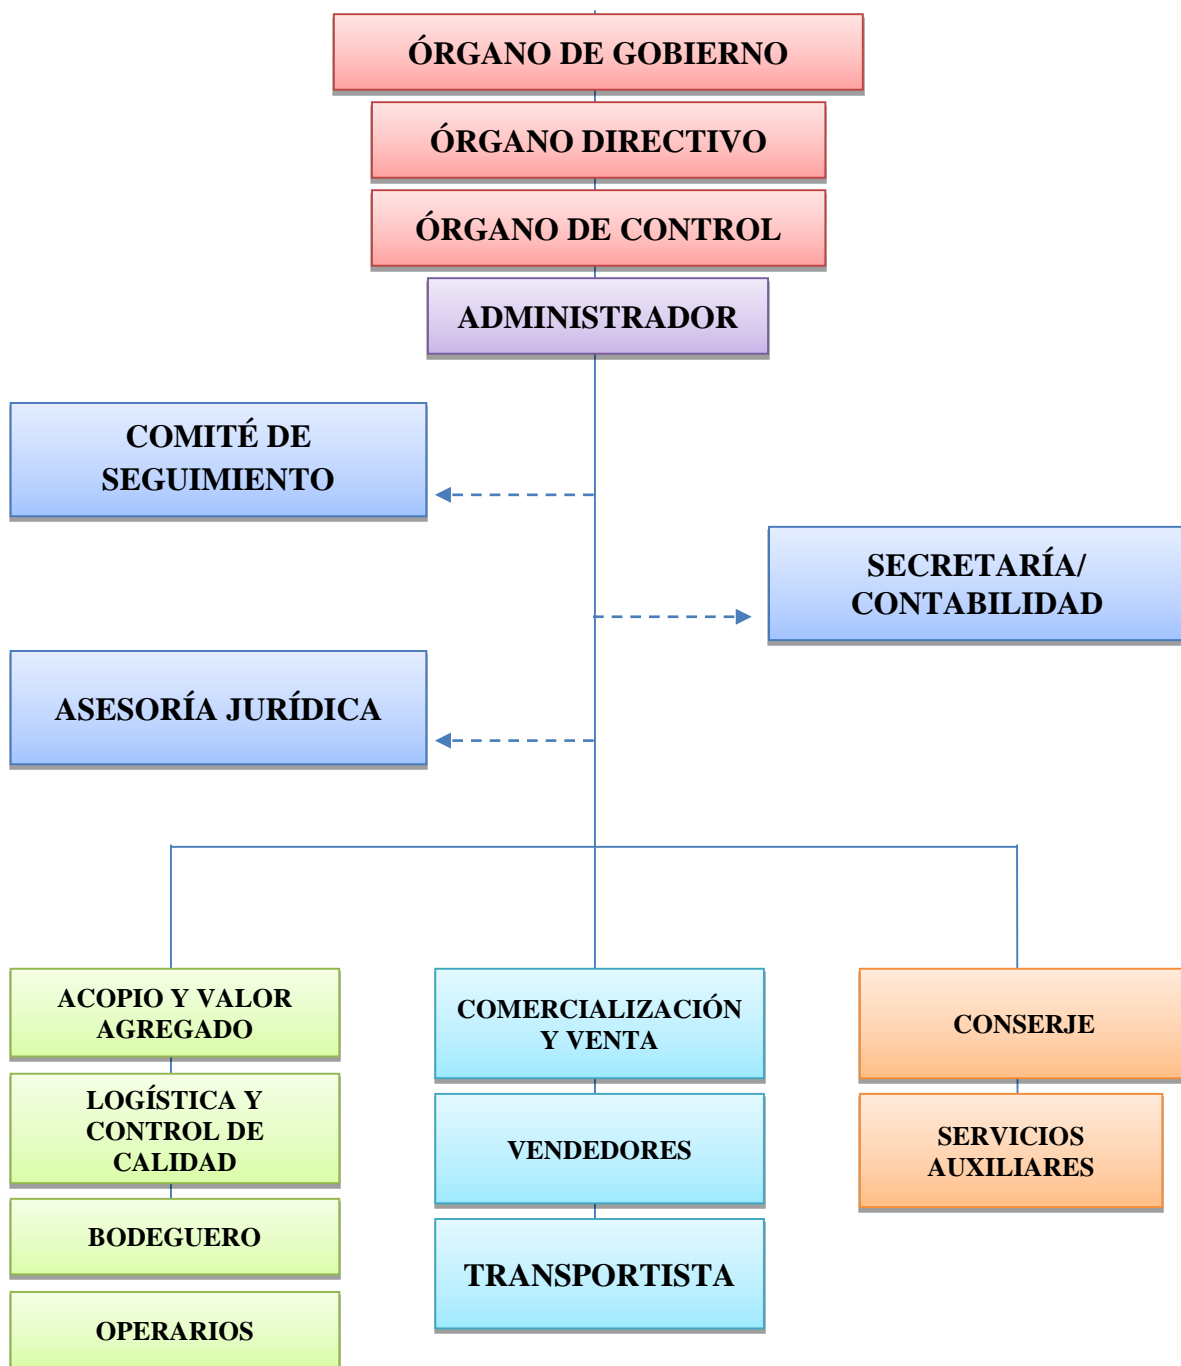 ÓRGANO DE GOBIERNO
ÓRGANO DIRECTIVO
ÓRGANO DE CONTROL
ADMINISTRADOR
COMITÉ DE
SEGUIMIENTO
SECRETARÍA/
CONTABILIDAD
ASESORÍA JURÍDICA
ACOPIO Y VALOR
AGREGADO
LOGÍSTICA Y
CONTROL DE
CALIDAD
BODEGUERO
OPERARIOS
COMERCIALIZACIÓN
Y VENTA
VENDEDORES
TRANSPORTISTA
CONSERJE
SERVICIOS
AUXILIARES